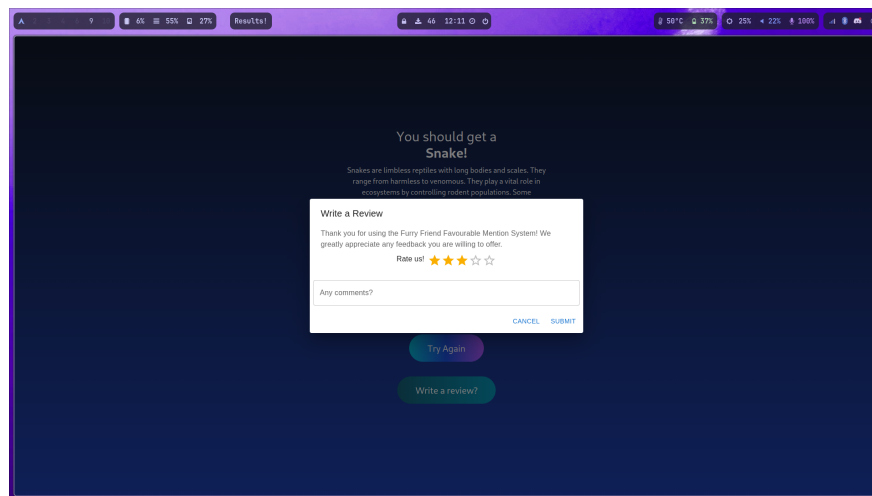 9
6% 55% 27%
Results!
46 12:11
50°C 37% 25% 22% 100%
You should get a
Snake!
Snakes are limbless reptiles with long bodies and scales. They
range from harmless to venomous. They play a vital role in
ecosystems by controlling rodent populations. Some
Write a Review
Thank you for using the Furry Friend Favourable Mention System! We
greatly appreciate any feedback you are willing to offer.
Rate us!
Any comments?
CANCEL SUBMIT
Try Again
Write a review?